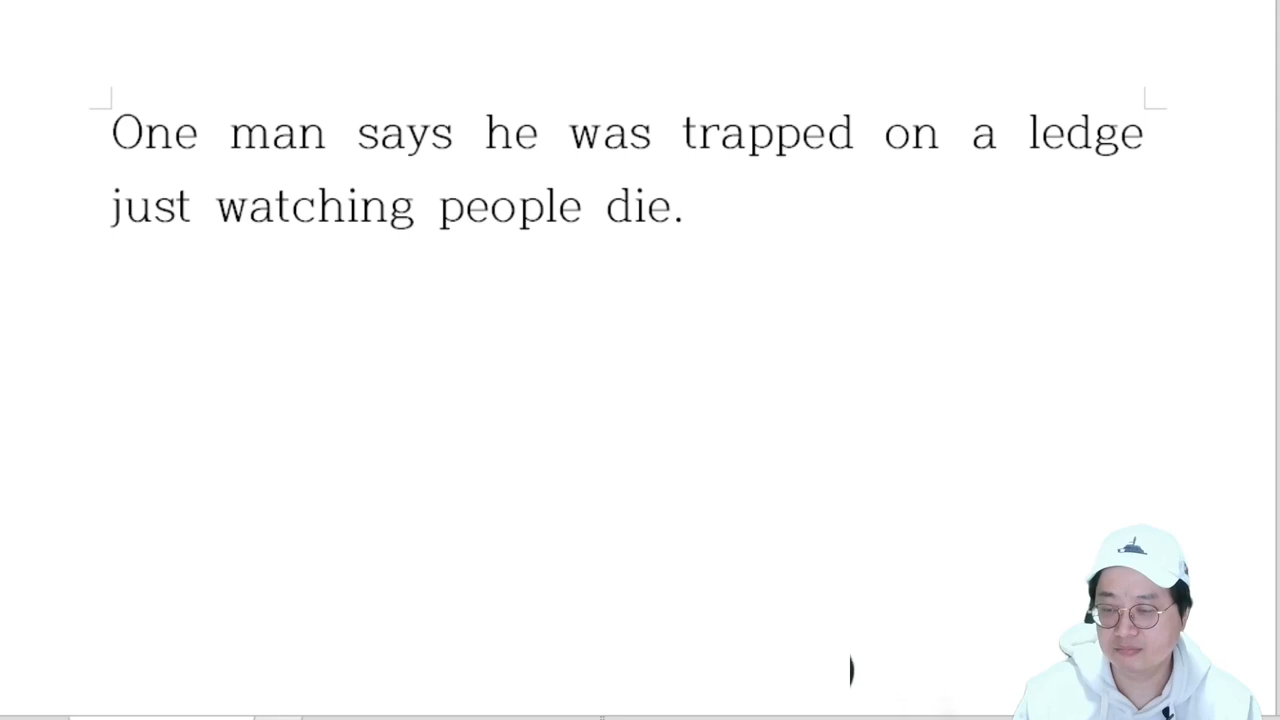 One man says he was trapped on a ledge
just watching people die.